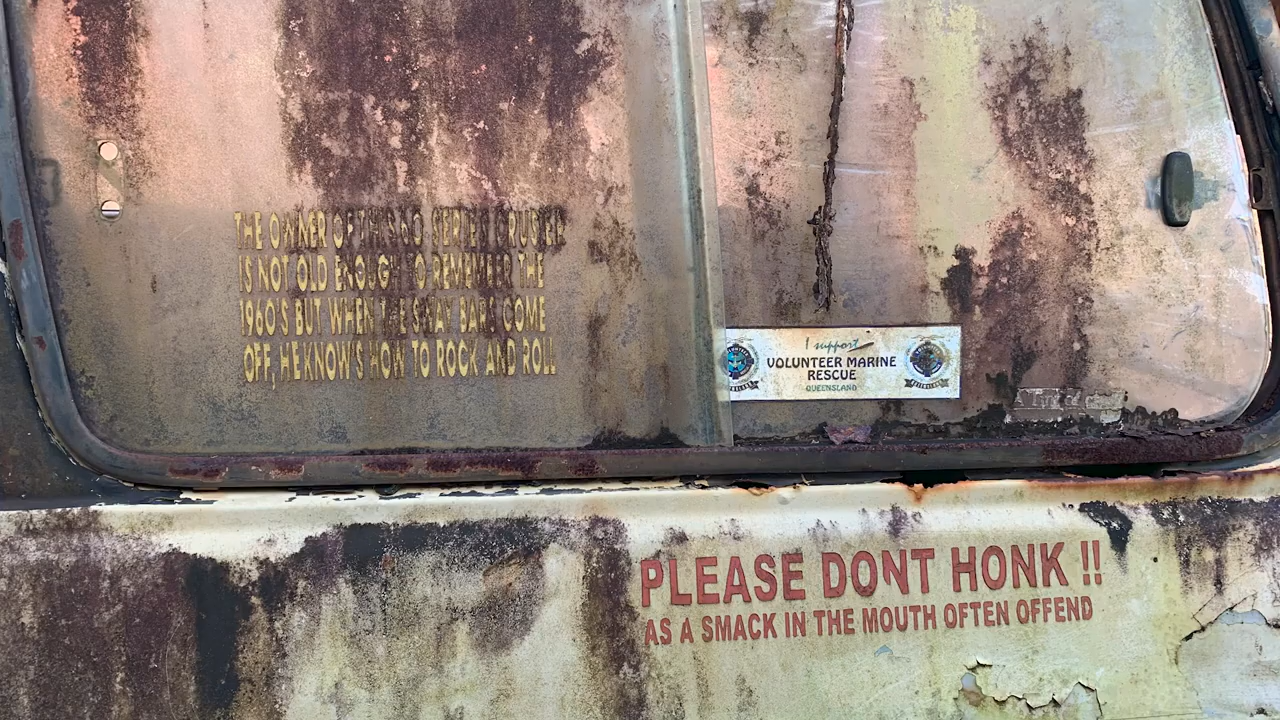 THE OWNER OF THIS 60 SERIES CRUISER
IS NOT OLD ENOUGH TO REMEMBER THE
1960'S BUT WHEN THE SWAY BARS COME
OFF, HE KNOW'S HOW TO ROCK AND ROLL
I support
VOLUNTEER MARINE
RESCUE
QUEENSLAND
PLEASE DONT HONK !!
AS A SMACK IN THE MOUTH OFTEN OFFEND